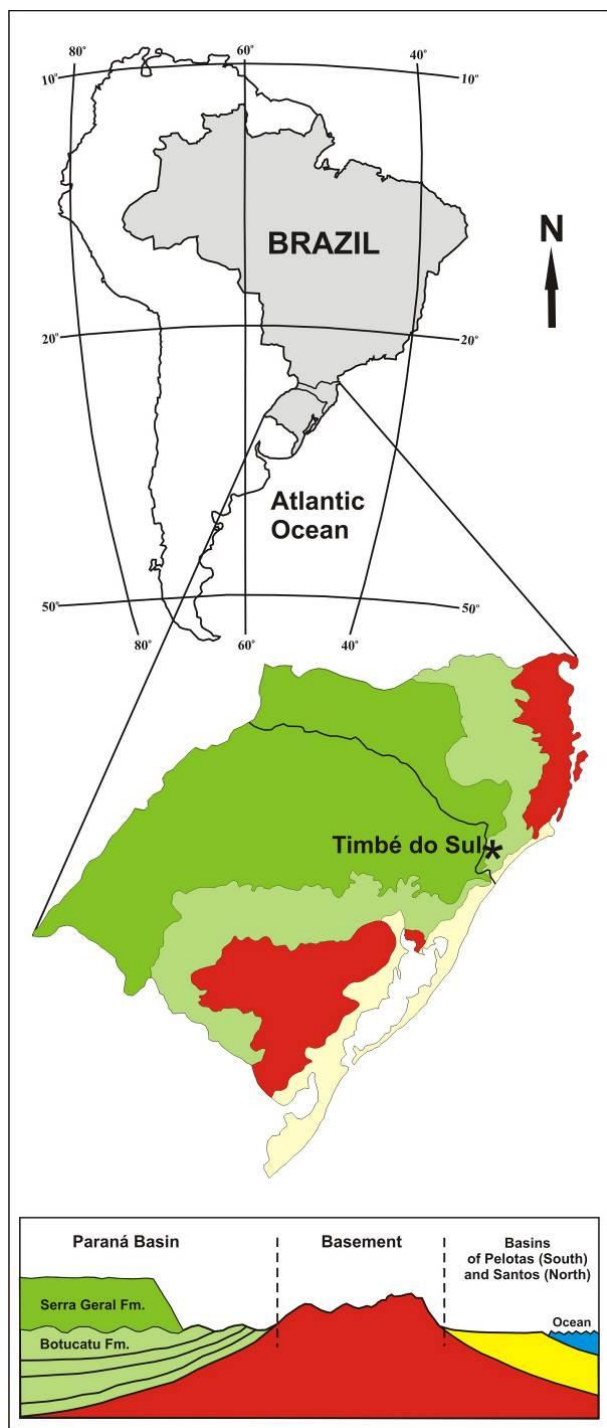 80°
60°
40°
10°
10°
BRAZIL
N
20°
20°
Atlantic
Ocean
50°
50°
80°
60°
40°
Timbé do Sul*
Paraná Basin
Basement
Basins
of Pelotas (South)
and Santos (North)
Serra Geral Fm.
Ocean
Botucatu Fm.